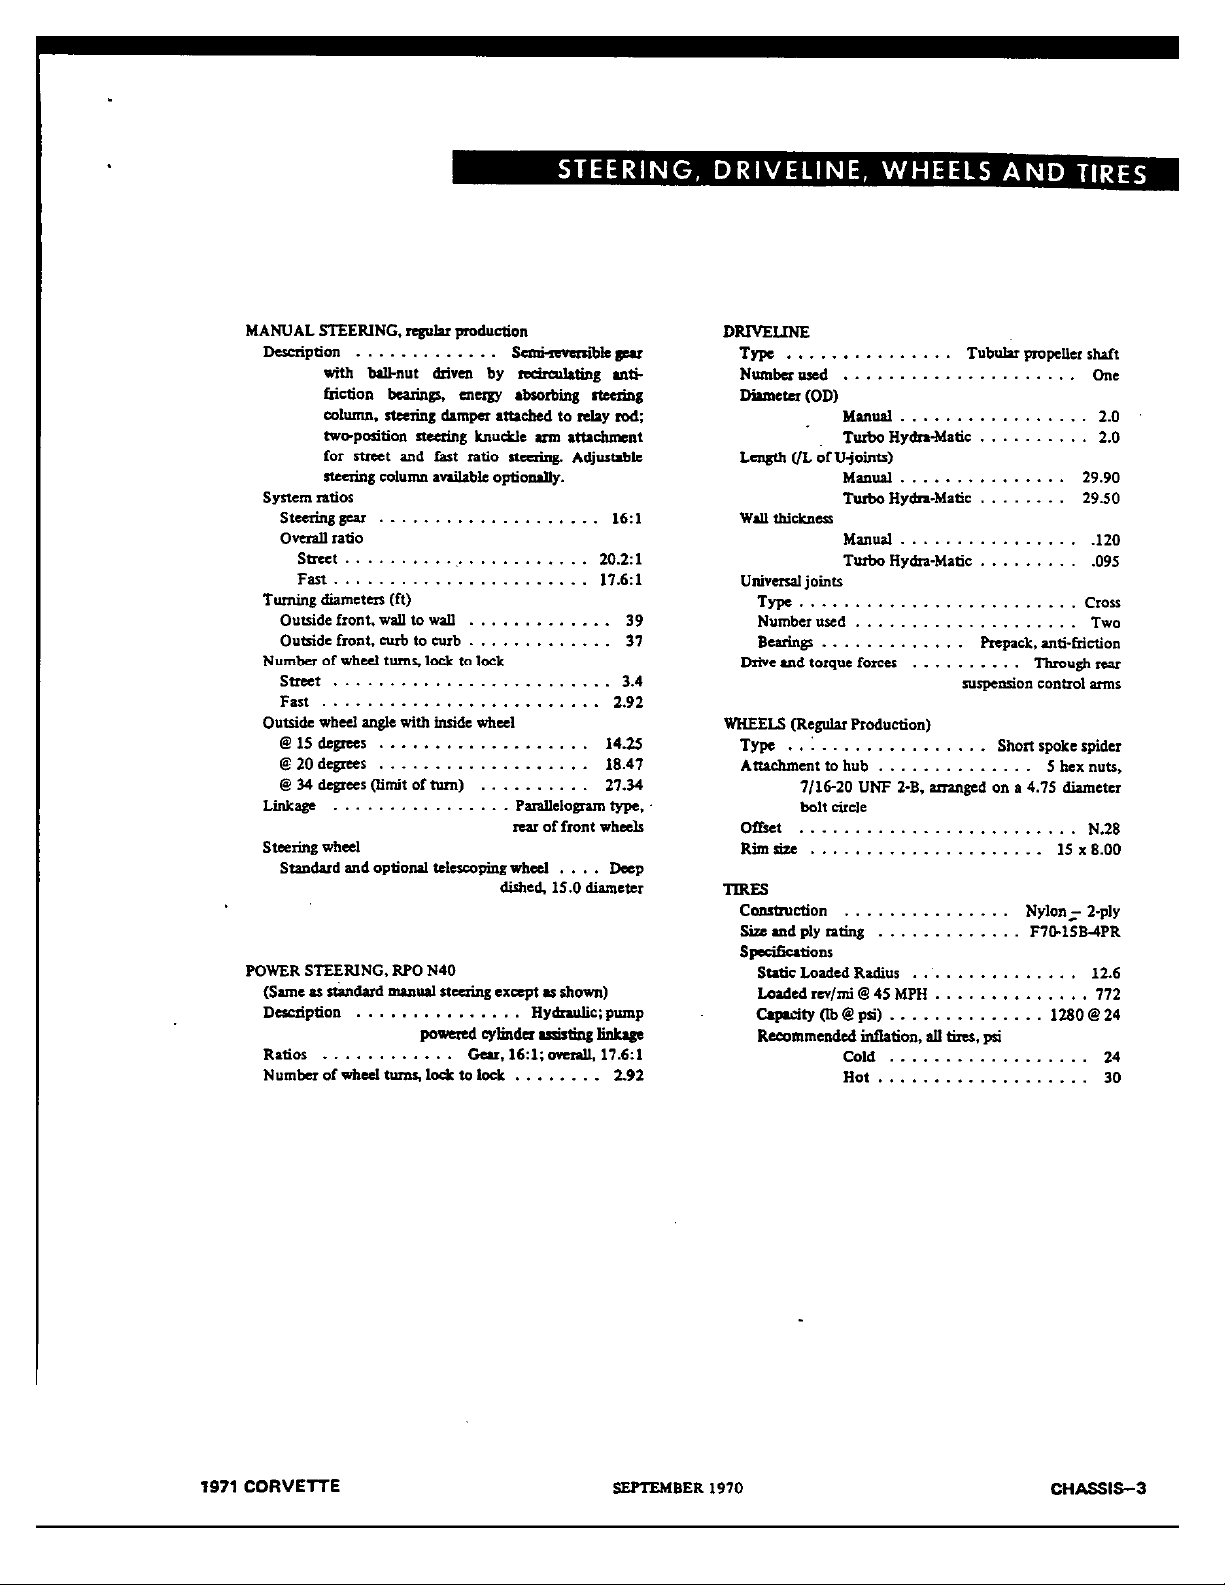 STEERING, DRIVELINE, WHEELS AND TIRES
MANUAL STEERING, regular production
Description . . . . . . . . . . . . . Semi-reversible gear
with ball-nut driven by recirculating anti-
friction bearings, energy absorbing steering
column, steering damper attached to relay rod;
two-position steering knuckle arm attachment
for street and fast ratio steering. Adjustable
steering column available optionally.
System ratios
Steering gear . . . . . . . . . . . . . . . . . . . . 16:1
Overall ratio
Street . . . . . . . . . . . . . . . . . . . . . . 20.2:1
Fast . . . . . . . . . . . . . . . . . . . . . . . 17.6:1
Turning diameters (ft)
Outside front, wall to wall . . . . . . . . . . . . . 39
Outside front, curb to curb . . . . . . . . . . . . . 37
Number of wheel turns, lock to lock
Street . . . . . . . . . . . . . . . . . . . . . . . . . 3.4
Fast . . . . . . . . . . . . . . . . . . . . . . . . . 2.92
Outside wheel angle with inside wheel
@ 15 degrees . . . . . . . . . . . . . . . . . . . 14.25
@ 20 degrees . . . . . . . . . . . . . . . . . . . 18.47
@ 34 degrees (limit of turn) . . . . . . . . . . 27.34
Linkage . . . . . . . . . . . . . . . . Parallelogram type,
rear of front wheels
Steering wheel
Standard and optional telescoping wheel . . . . Deep
dished, 15.0 diameter
POWER STEERING, RPO N40
(Same as standard manual steering except as shown)
Description . . . . . . . . . . . . . . . Hydraulic; pump
powered cylinder assisting linkage
Ratios . . . . . . . . . . . . Gear, 16:1; overall, 17.6:1
Number of wheel turns, lock to lock . . . . . . . . 2.92
DRIVELINE
Type . . . . . . . . . . . . . . . Tubular propeller shaft
Number used . . . . . . . . . . . . . . . . . . . . . One
Diameter (OD)
Manual . . . . . . . . . . . . . . . . . 2.0
Turbo Hydra-Matic . . . . . . . . . . 2.0
Length (/L of U-joints)
Manual . . . . . . . . . . . . . . . 29.90
Turbo Hydra-Matic . . . . . . . . 29.50
Wall thickness
Manual . . . . . . . . . . . . . . . . .120
Turbo Hydra-Matic . . . . . . . . . .095
Universal joints
Type . . . . . . . . . . . . . . . . . . . . . . . . . Cross
Number used . . . . . . . . . . . . . . . . . . . . Two
Bearings . . . . . . . . . . . . . Prepack, anti-friction
Drive and torque forces . . . . . . . . . . Through rear
suspension control arms
WHEELS (Regular Production)
Type . . . . . . . . . . . . . . . . . . Short spoke spider
Attachment to hub . . . . . . . . . . . . . . 5 hex nuts,
7/16-20 UNF 2-B, arranged on a 4.75 diameter
bolt circle
Offset . . . . . . . . . . . . . . . . . . . . . . . . . N.28
Rim size . . . . . . . . . . . . . . . . . . . . . 15 x 8.00
TIRES
Construction . . . . . . . . . . . . . . . Nylon - 2-ply
Size and ply rating . . . . . . . . . . . . . F70-15B-4PR
Specifications
Static Loaded Radius . . . . . . . . . . . . . . . 12.6
Loaded rev/mi @ 45 MPH . . . . . . . . . . . . . . 772
Capacity (lb @ psi) . . . . . . . . . . . . . . 1280 @ 24
Recommended inflation, all tires, psi
Cold . . . . . . . . . . . . . . . . . . 24
Hot . . . . . . . . . . . . . . . . . . . 30
1971 CORVETTE SEPTEMBER 1970 CHASSIS-3